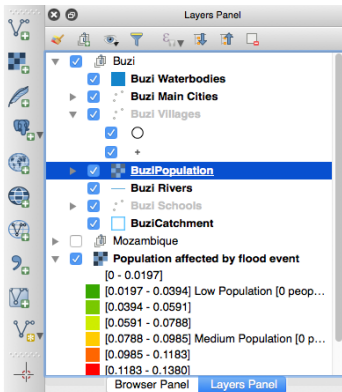 Layers Panel
Buzi
Buzi Waterbodies
Buzi Main Cities
Buzi Villages
BuziPopulation
Buzi Rivers
Buzi Schools
BuziCatchment
Mozambique
Population affected by flood event
[0 - 0.0197]
[0.0197 - 0.0394] Low Population [0 peop...
[0.0394 - 0.0591]
[0.0591 - 0.0788]
[0.0788 - 0.0985] Medium Population [0 p...
[0.0985 - 0.1183]
[0.1183 - 0.1380]
Browser Panel Layers Panel